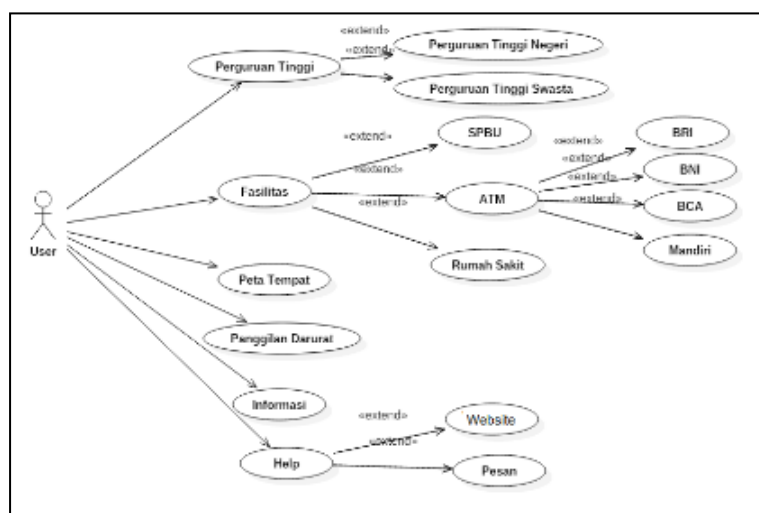 «extend»
«extend»
Perguruan Tinggi
Perguruan Tinggi Negeri
Perguruan Tinggi Swasta
«extend»
«extend»
«extend»
Fasilitas
SPBU
ATM
Rumah Sakit
«extend»
«extend»
«extend»
BRI
BNI
BCA
Mandiri
User
Peta Tempat
Panggilan Darurat
Informasi
Help
«extend»
«extend»
Website
Pesan